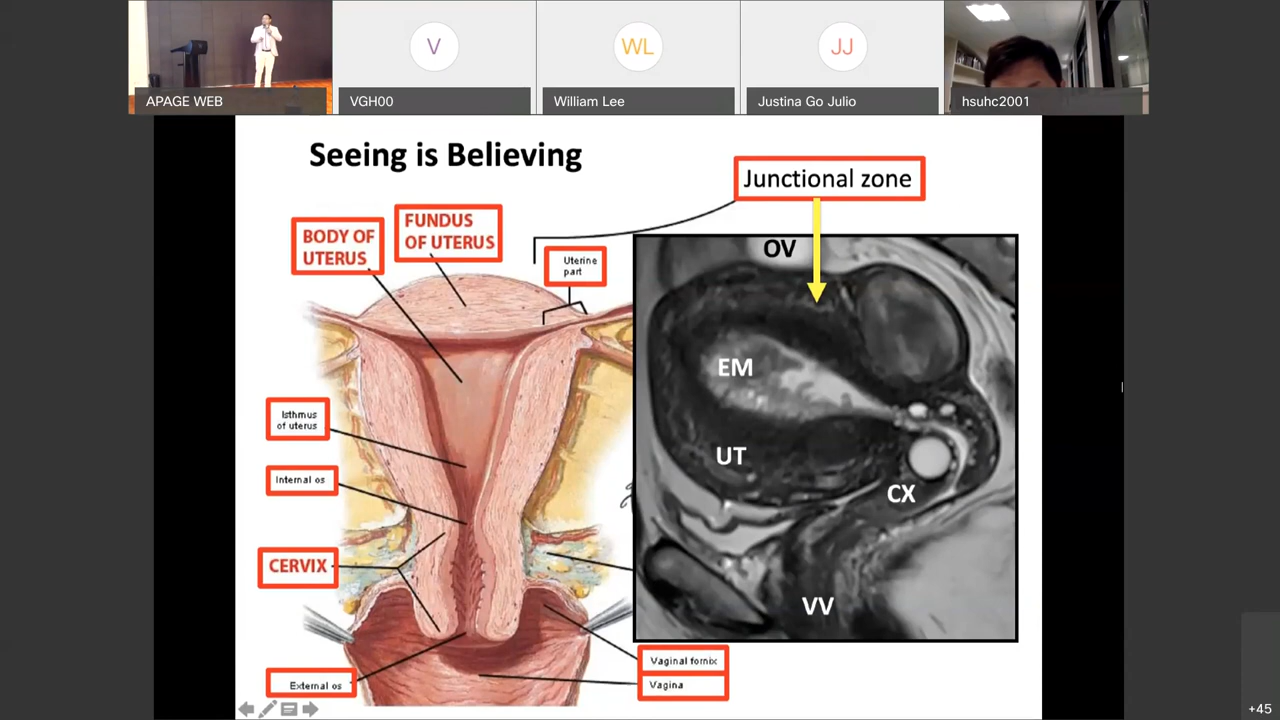 V
WL
JJ
APAGE WEB
VGH00
William Lee
Justina Go Julio
hsuhc2001
Seeing is Believing
Junctional zone
FUNDUS
OF UTERUS
BODY OF
UTERUS
Uterine
part
OV
EM
Isthmus
of uterus
UT
Internal os
CX
CERVIX
VV
Vaginal fornix
Vagina
External os
+45